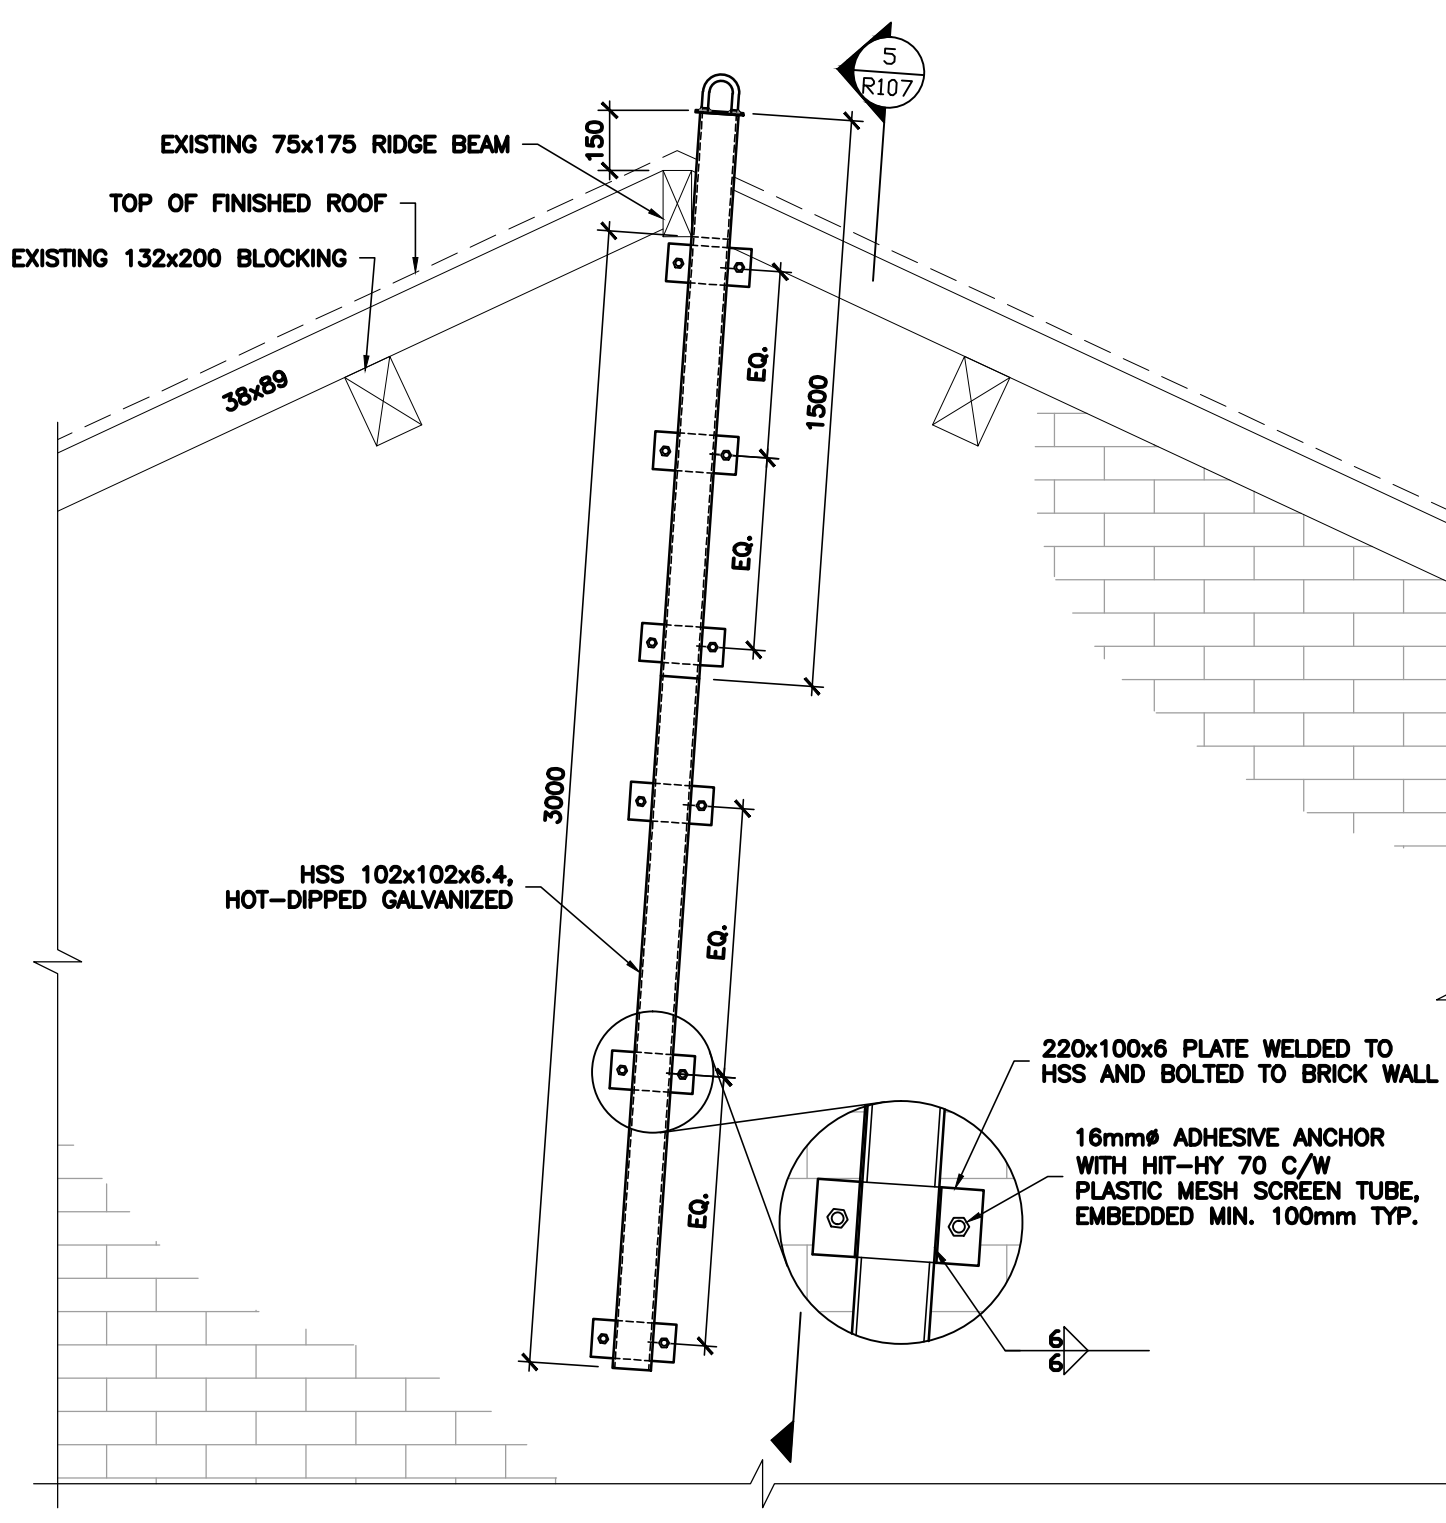 5
R107
150
EXISTING 75x175 RIDGE BEAM
TOP OF FINISHED ROOF
EXISTING 132x200 BLOCKING
38x89
EQ.
1500
EQ.
3000
HSS 102x102x6.4,
HOT-DIPPED GALVANIZED
EQ.
220x100x6 PLATE WELDED TO
HSS AND BOLTED TO BRICK WALL
16mmø ADHESIVE ANCHOR
WITH HIT-HY 70 C/W
PLASTIC MESH SCREEN TUBE,
EMBEDDED MIN. 100mm TYP.
EQ.
6
6